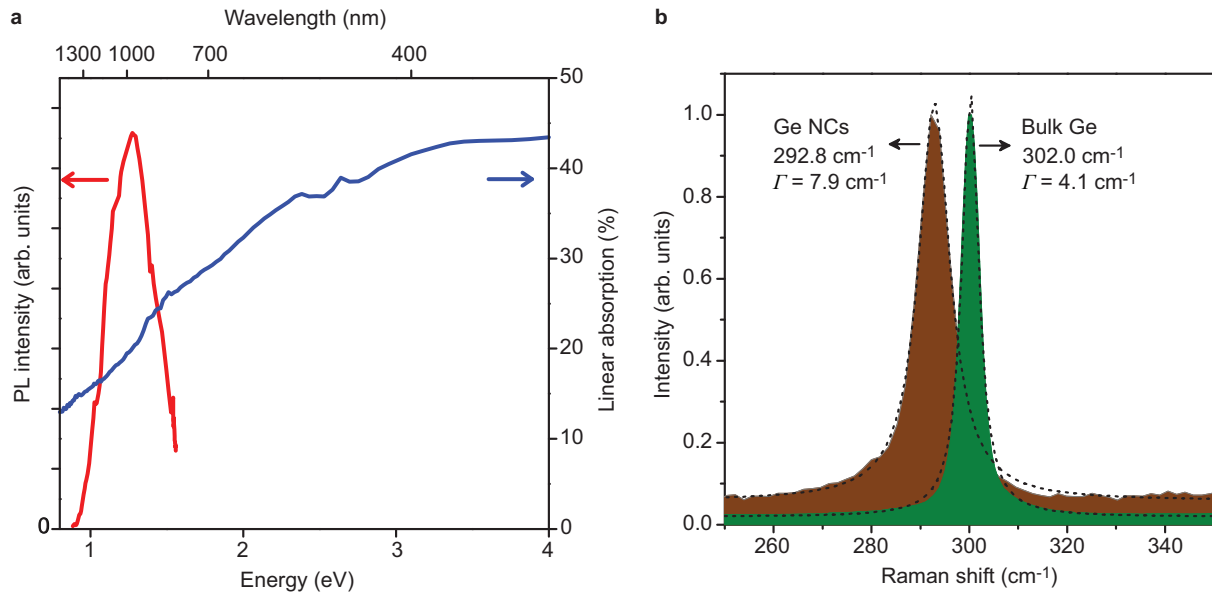 a
Wavelength (nm)
1300 1000 700 400
PL intensity (arb. units)
0
50
40
30
20
10
0
Linear absorption (%)
1 2 3 4
Energy (eV)
b
Intensity (arb. units)
1.0
0.8
0.6
0.4
0.2
0.0
Ge NCs
292.8 cm-1
Γ = 7.9 cm-1
Bulk Ge
302.0 cm-1
Γ = 4.1 cm-1
260 280 300 320 340
Raman shift (cm-1)